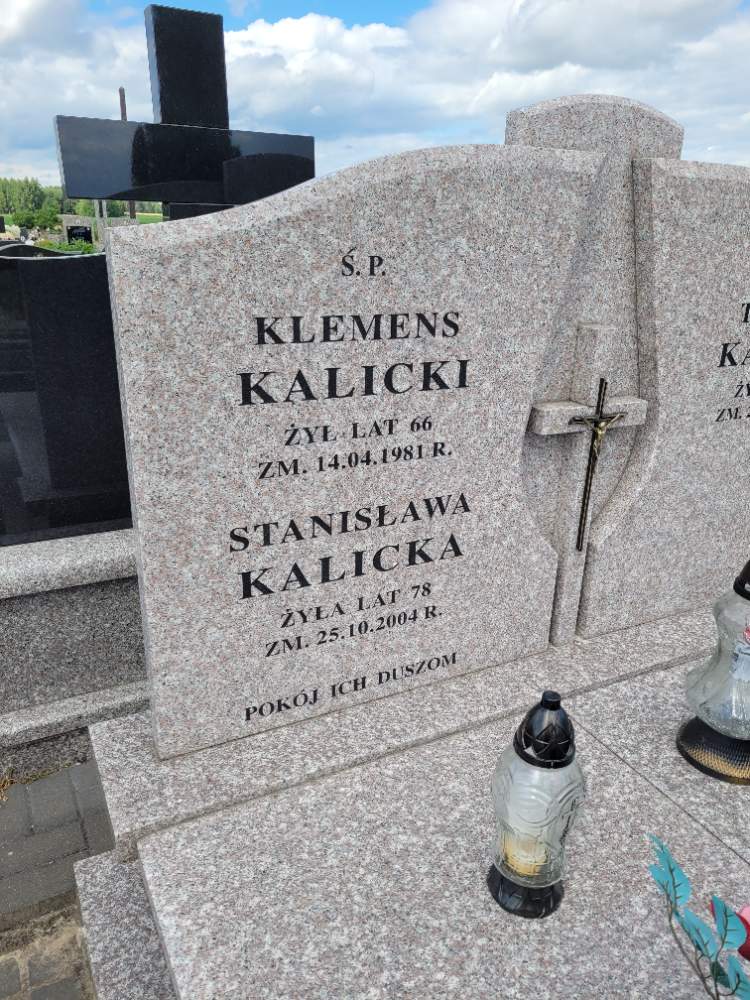 Ś.P.
KLEMENS
KALICKI
ŻYŁ LAT 66
ZM. 14.04.1981 R.
STANISŁAWA
KALICKA
ŻYŁA LAT 78
ZM. 25.10.2004 R.
POKÓJ ICH DUSZOM